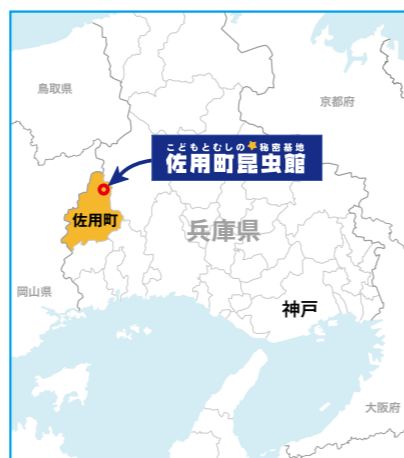 鳥取県
京都府
こどもとむしの★秘密基地
佐用町昆虫館
佐用町
兵庫県
岡山県
神戸
大阪府